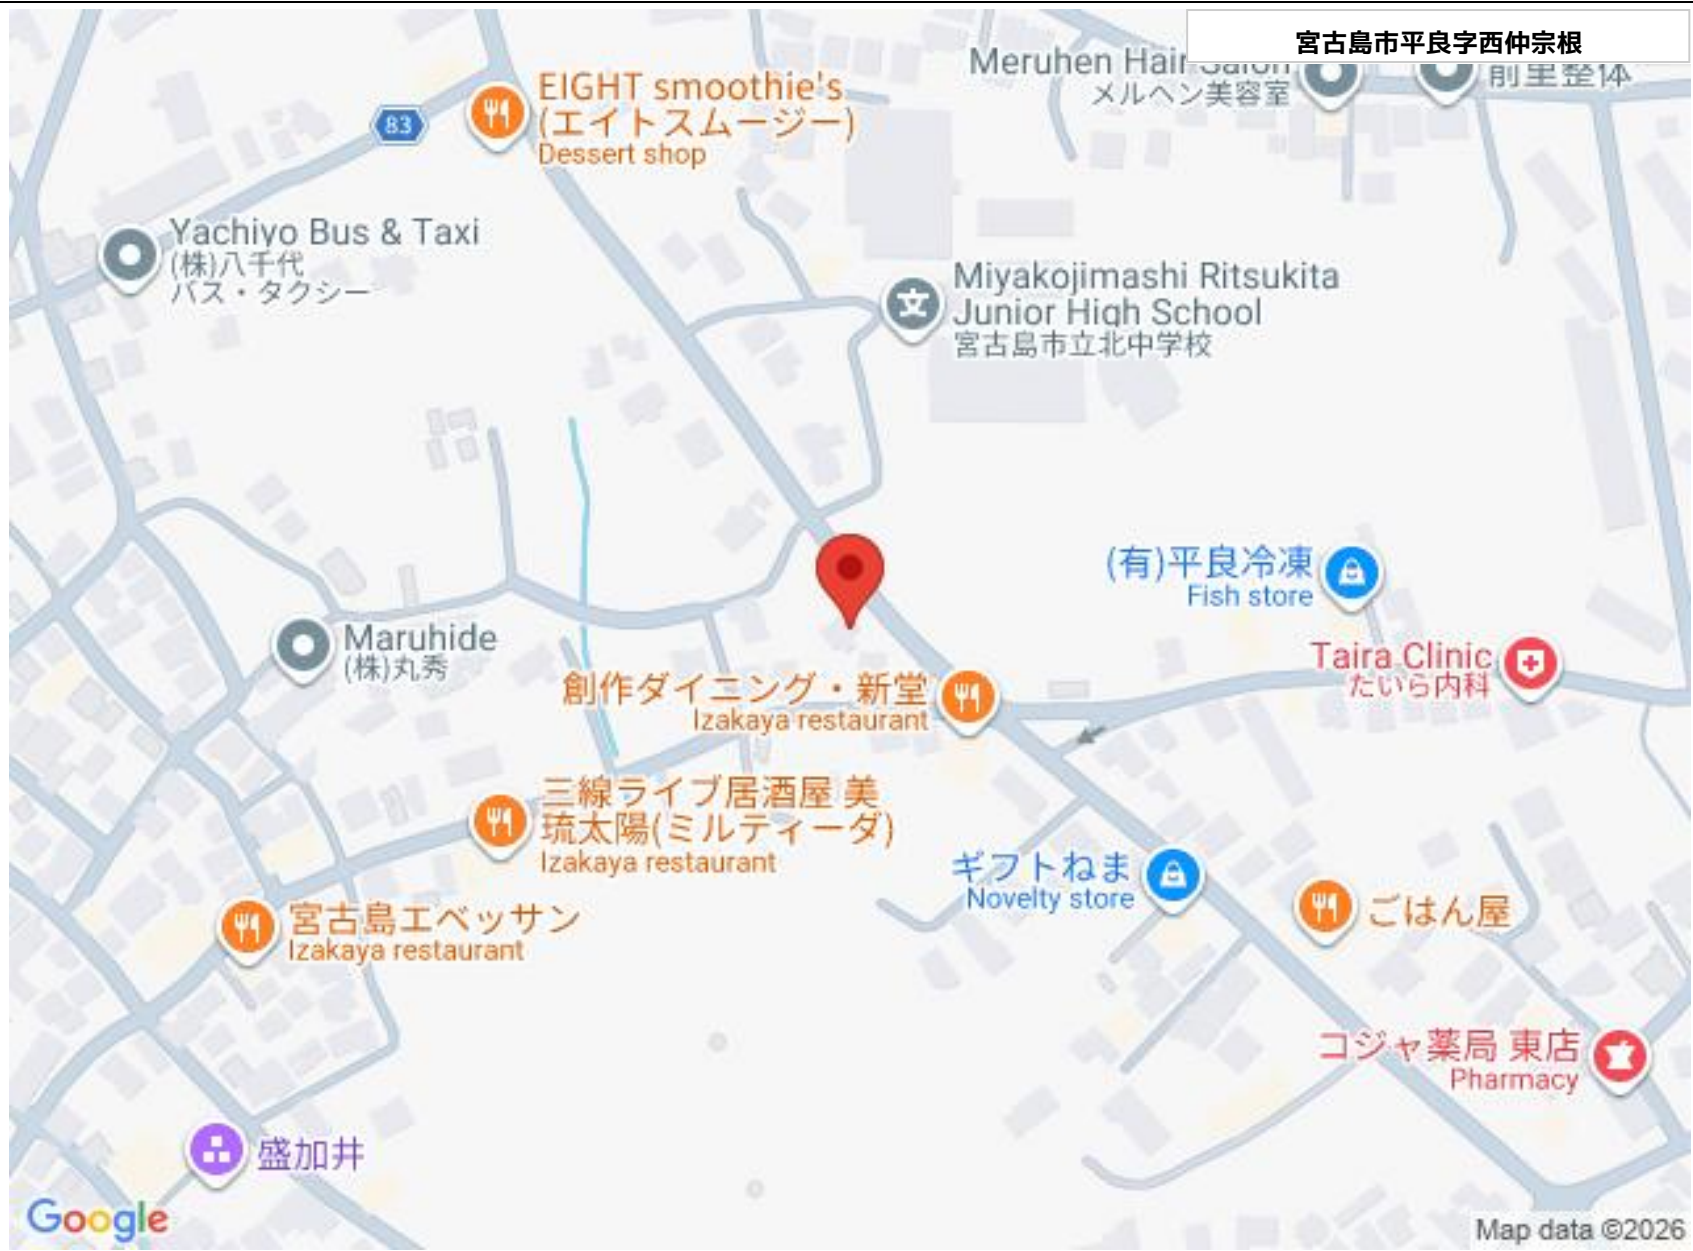 宮古島市平良字西仲宗根
Meruhen Hair Salon
メルヘン美容室
前里整体
EIGHT smoothie's
(エイトスムージー)
Dessert shop
83
Yachiyo Bus & Taxi
(株)八千代
バス・タクシー
Miyakojimashi Ritsukita
Junior High School
宮古島市立北中学校
(有)平良冷凍
Fish store
Maruhide
(株)丸秀
Taira Clinic
たいら内科
創作ダイニング・新堂
Izakaya restaurant
三線ライブ居酒屋 美
琉太陽(ミルティーダ)
Izakaya restaurant
ギフトねま
Novelty store
ごはん屋
宮古島エベッサン
Izakaya restaurant
コジャ薬局 東店
Pharmacy
盛加井
Google
Map data ©2026